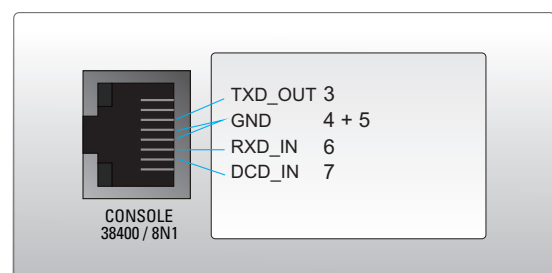 TXD_OUT 3
GND 4 + 5
RXD_IN 6
DCD_IN 7
CONSOLE
38400 / 8N1